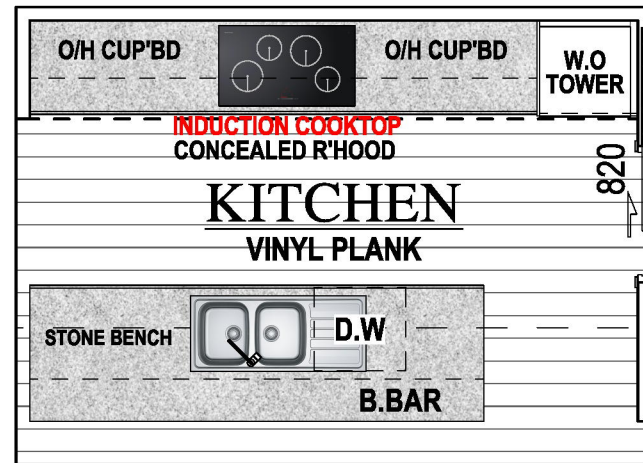 O/H CUP'BD
O/H CUP'BD
W.O
TOWER
INDUCTION COOKTOP
CONCEALED R'HOOD
820
KITCHEN
VINYL PLANK
STONE BENCH
D.W
B.BAR